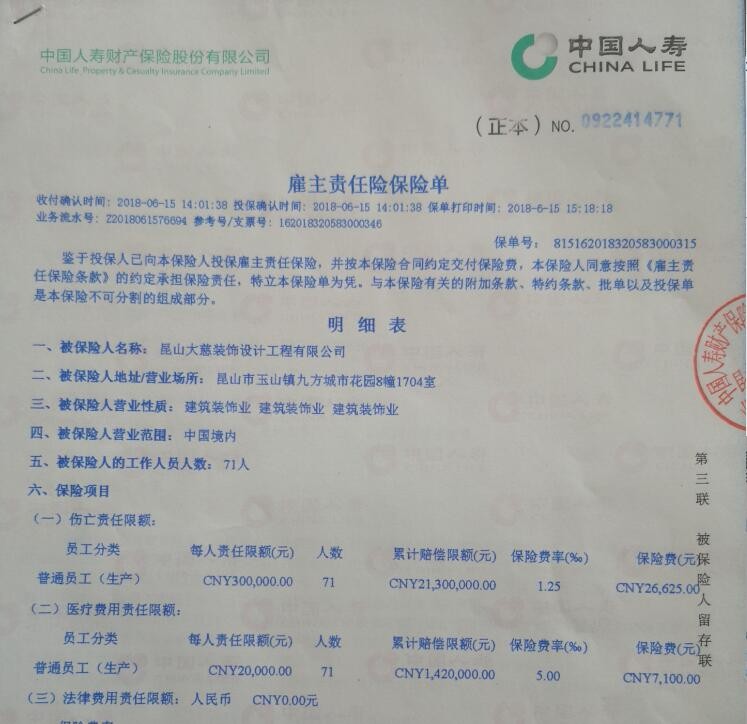 中国人寿财产保险股份有限公司
China Life Property & Casualty Insurance Company Limited
中国人寿
CHINA LIFE
(正本) NO. 0922414771
雇主责任险保险单
收付确认时间：2018-06-15 14:01:38 投保确认时间：2018-06-15 14:01:38 保单打印时间：2018-6-15 15:18:18
业务流水号：Z2018061576694 参考号/支票号：162018320583000346
保单号：815162018320583000315
鉴于投保人已向本保险人投保雇主责任保险，并按本保险合同约定交付保险费，本保险人同意按照《雇主责
任保险条款》的约定承担保险责任，特立本保险单为凭。与本保险有关的附加条款、特约条款、批单以及投保单
是本保险不可分割的组成部分。
明细表
一、被保险人名称：昆山大慈装饰设计工程有限公司
二、被保险人地址/营业场所：昆山市玉山镇九方城市花园8幢1704室
三、被保险人营业性质：建筑装饰业 建筑装饰业 建筑装饰业
四、被保险人营业范围：中国境内
五、被保险人的工作人员人数：71人
六、保险项目
(一)伤亡责任限额：
员工分类 每人责任限额(元) 人数 累计赔偿限额(元) 保险费率(‰) 保险费(元)
普通员工(生产) CNY300,000.00 71 CNY21,300,000.00 1.25 CNY26,625.00
(二)医疗费用责任限额：
员工分类 每人责任限额(元) 人数 累计赔偿限额(元) 保险费率(‰) 保险费(元)
普通员工(生产) CNY20,000.00 71 CNY1,420,000.00 5.00 CNY7,100.00
(三)法律费用责任限额：人民币 CNY0.00元
第三联 被保险人留存联
中国人寿财产保险